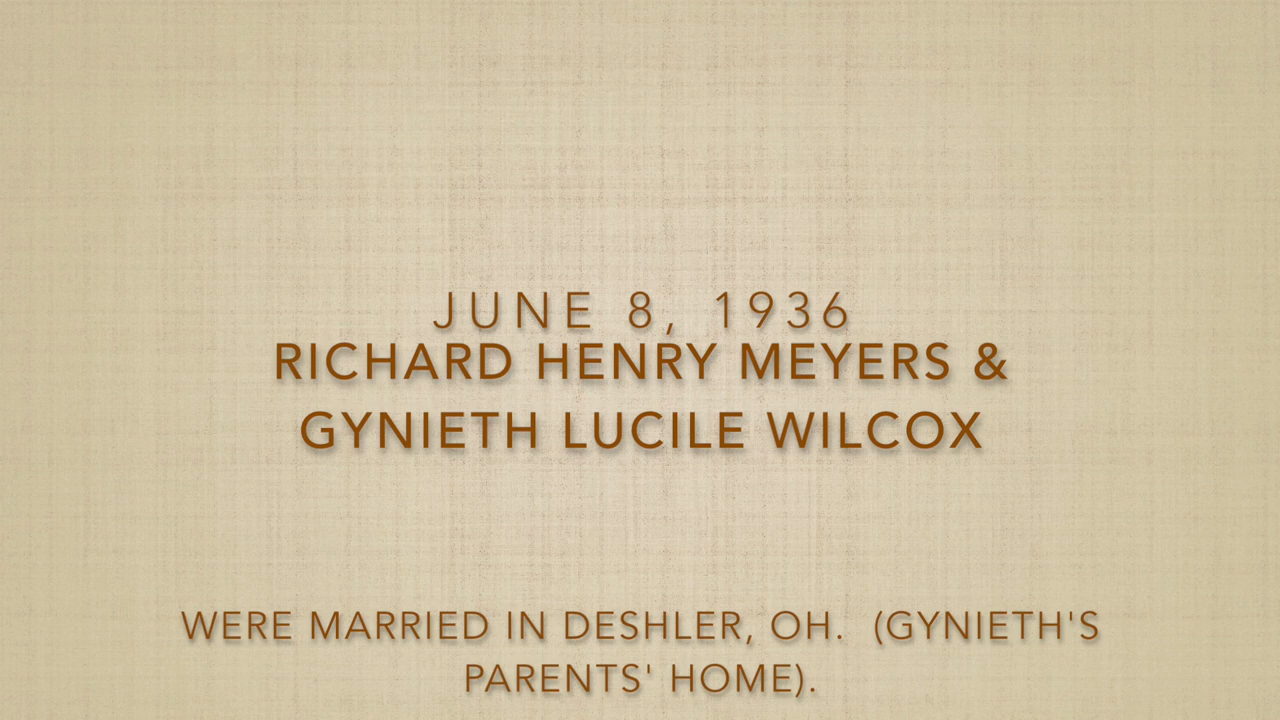 JUNE 8, 1936
RICHARD HENRY MEYERS &
GYNIETH LUCILE WILCOX
WERE MARRIED IN DESHLER, OH.  (GYNIETH'S
PARENTS' HOME).